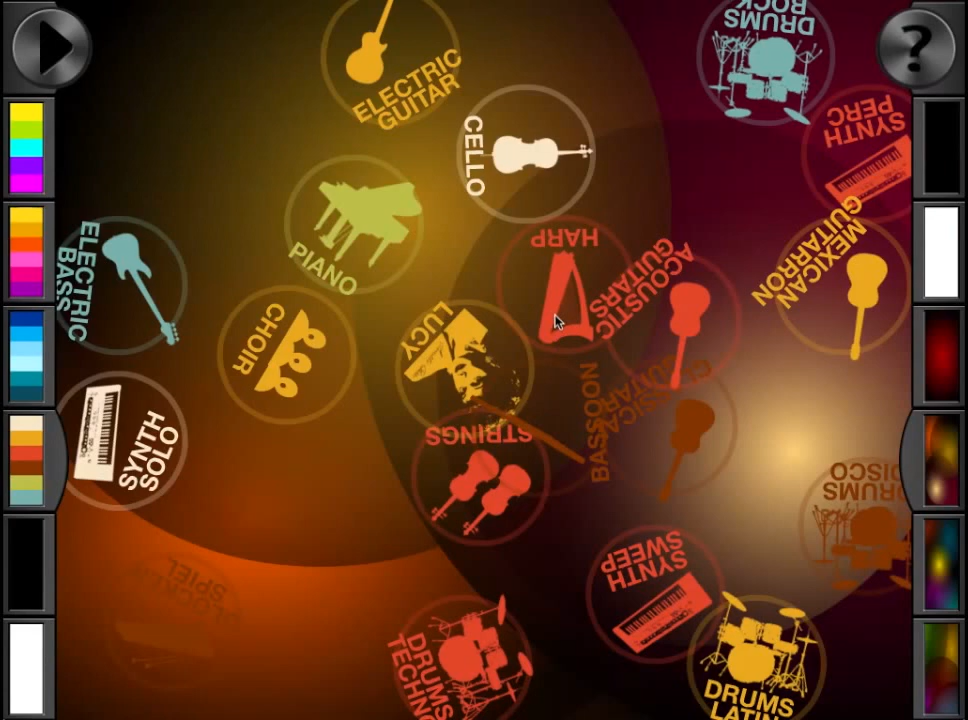 DRUMS
ROCK
ELECTRIC
GUITAR
SYNTH
PERC
CELLO
PIANO
HARP
ACOUSTIC
GUITARS
MEXICAN
GUITARRON
ELECTRIC
BASS
CHOIR
LUCY
BASSOON
STRINGS
SYNTH
SOLO
DRUMS
DISCO
SYNTH
SWEEP
SPIEL
DRUMS
TECHNO
DRUMS
LATIN
?